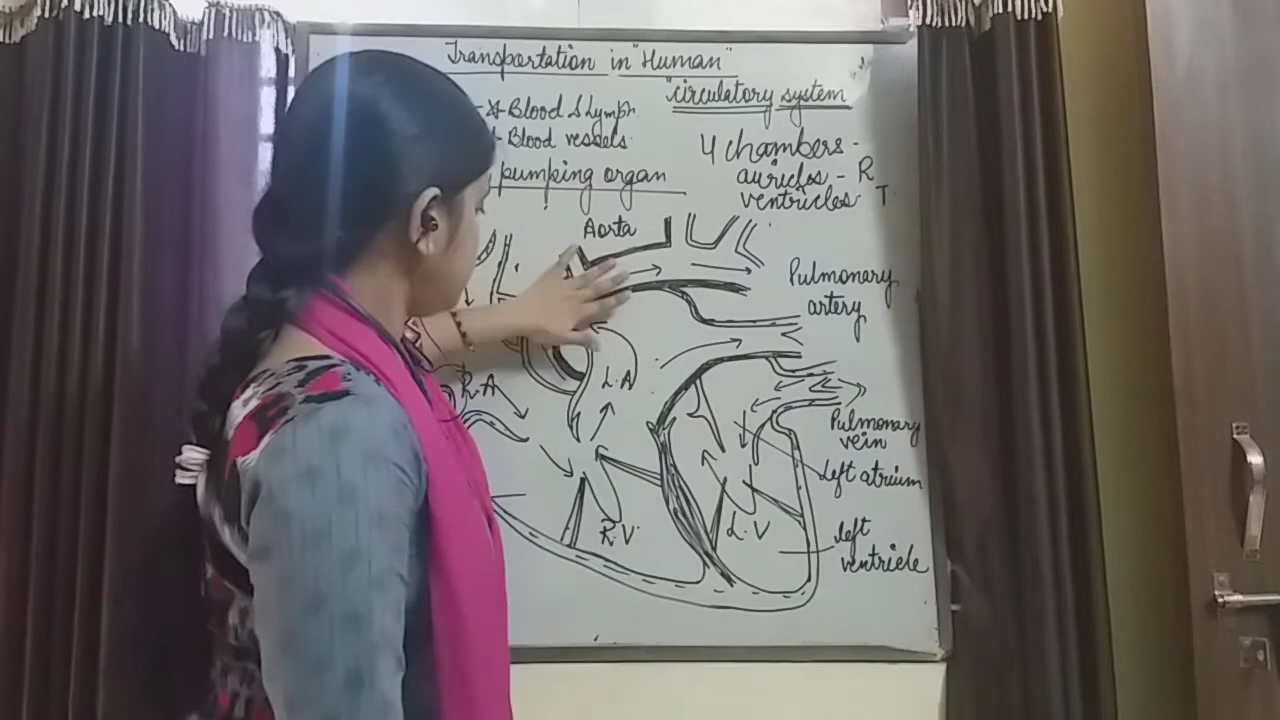 Transportation in "Human"
"circulatory system
Blood & Lymph
Blood vessels
pumping organ
4 chambers -
auricles - R
ventricles T
Aorta
Pulmonary
artery
R.A
L.A
Pulmonary
vein
left atrium
R.V
L.V
left
ventricle